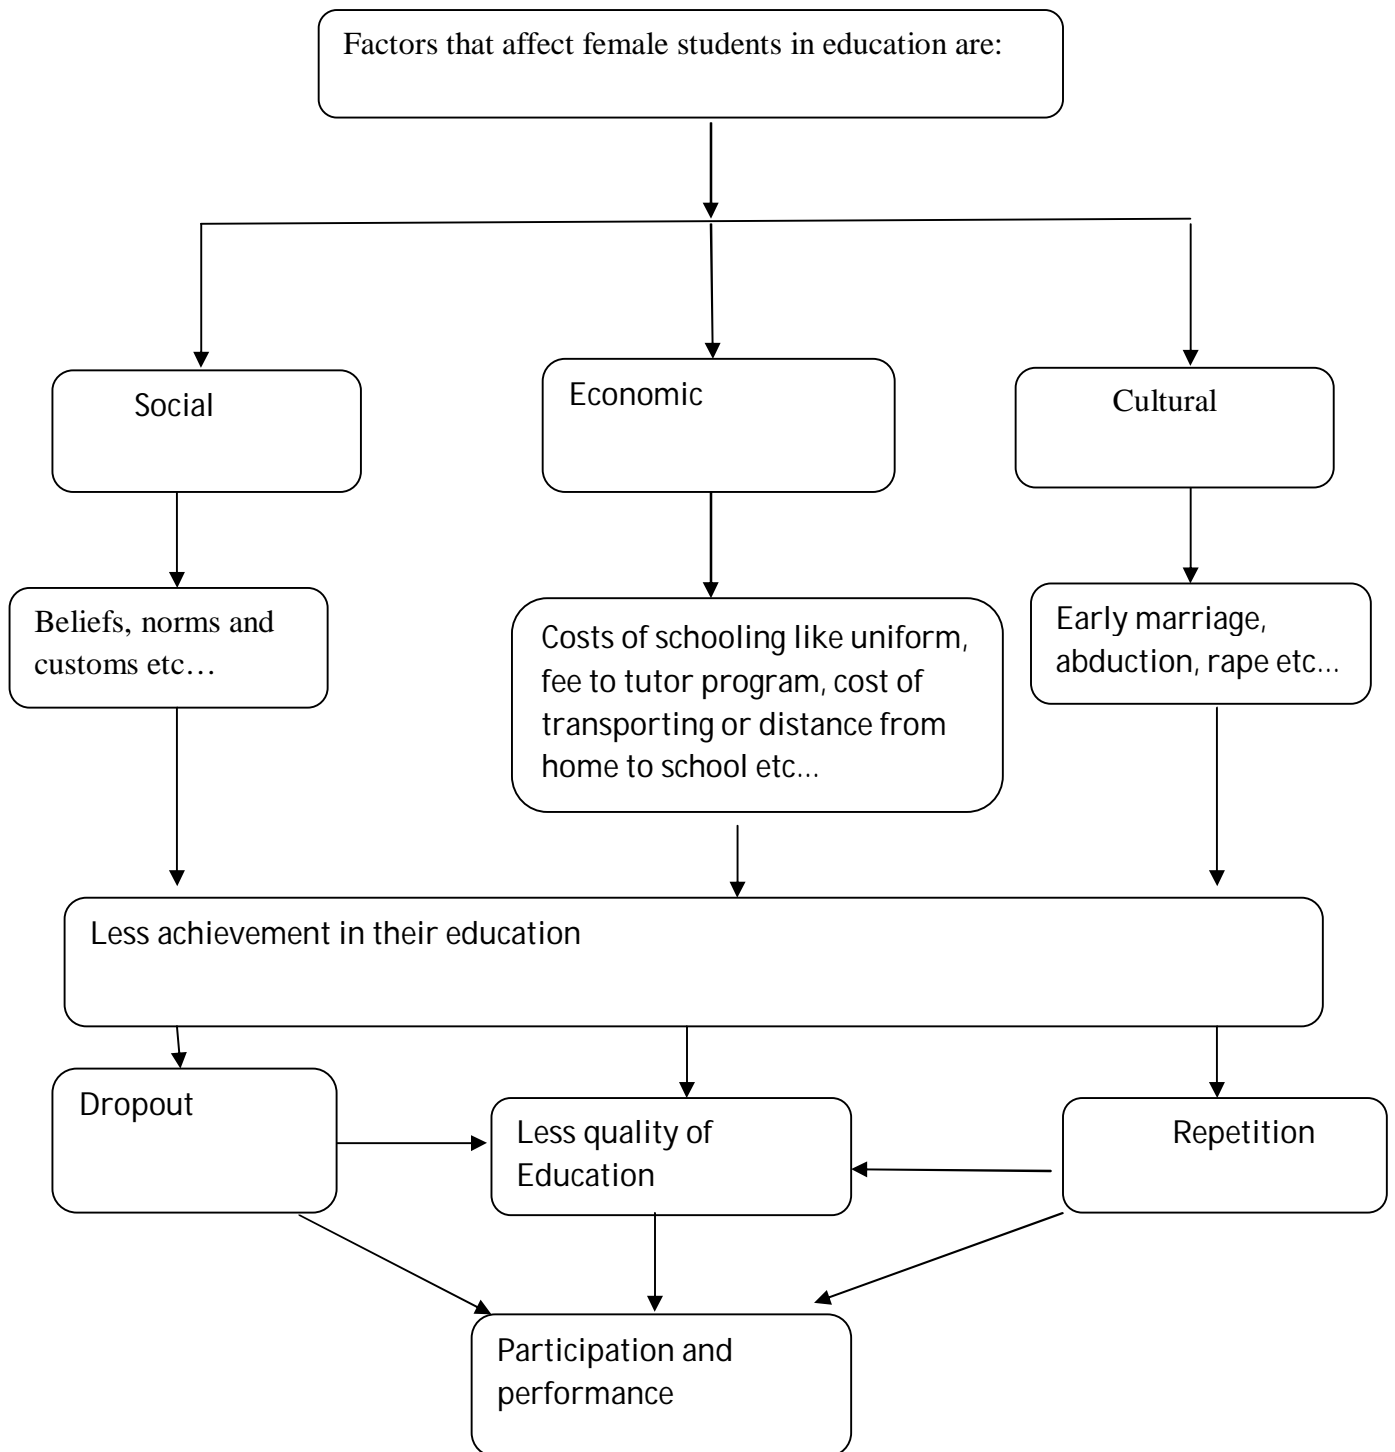 Factors that affect female students in education are:
Social
Economic
Cultural
Beliefs, norms and
customs etc…
Costs of schooling like uniform,
fee to tutor program, cost of
transporting or distance from
home to school etc…
Early marriage,
abduction, rape etc…
Less achievement in their education
Dropout
Less quality of
Education
Repetition
Participation and
performance